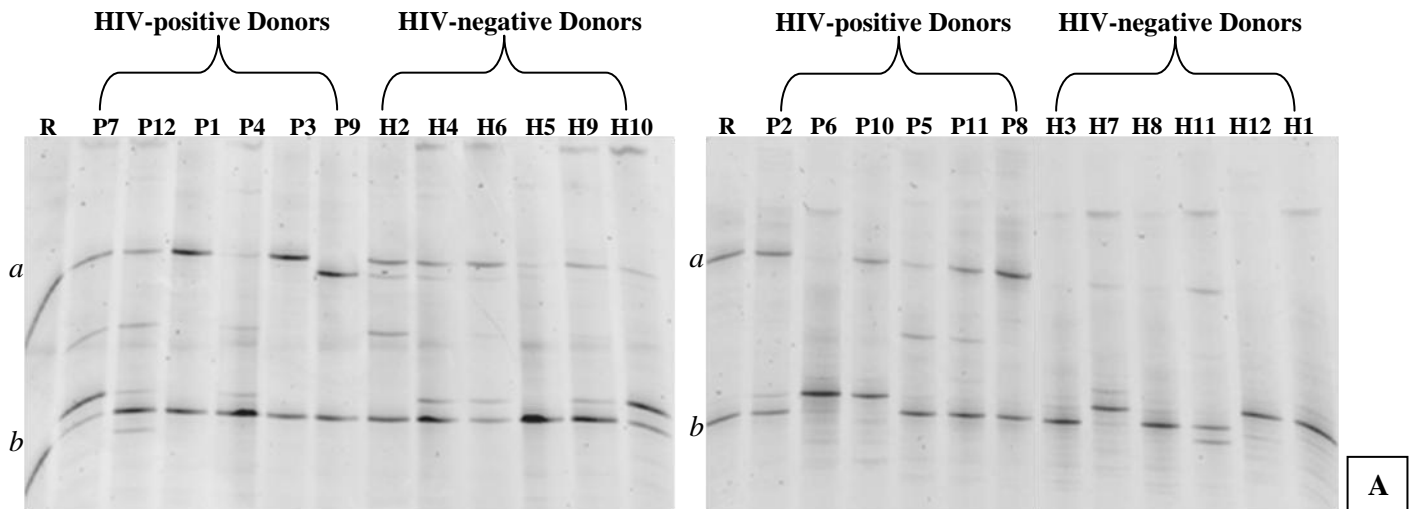 HIV-positive Donors HIV-negative Donors HIV-positive Donors HIV-negative Donors
R P7 P12 P1 P4 P3 P9 H2 H4 H6 H5 H9 H10 R P2 P6 P10 P5 P11 P8 H3 H7 H8 H11 H12 H1
a a
b b
A